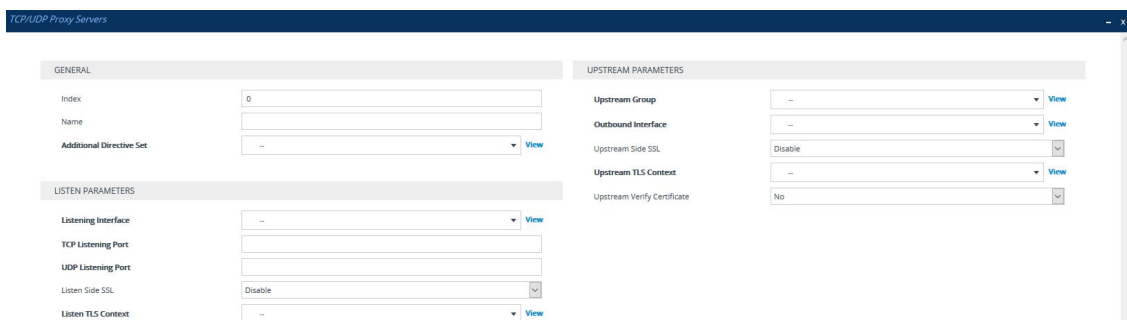 TCP/UDP Proxy Servers
– x
GENERAL
Index
0
Name
Additional Directive Set
--
View
LISTEN PARAMETERS
Listening Interface
--
View
TCP Listening Port
UDP Listening Port
Listen Side SSL
Disable
Listen TLS Context
--
View
UPSTREAM PARAMETERS
Upstream Group
--
View
Outbound Interface
--
View
Upstream Side SSL
Disable
Upstream TLS Context
--
View
Upstream Verify Certificate
No